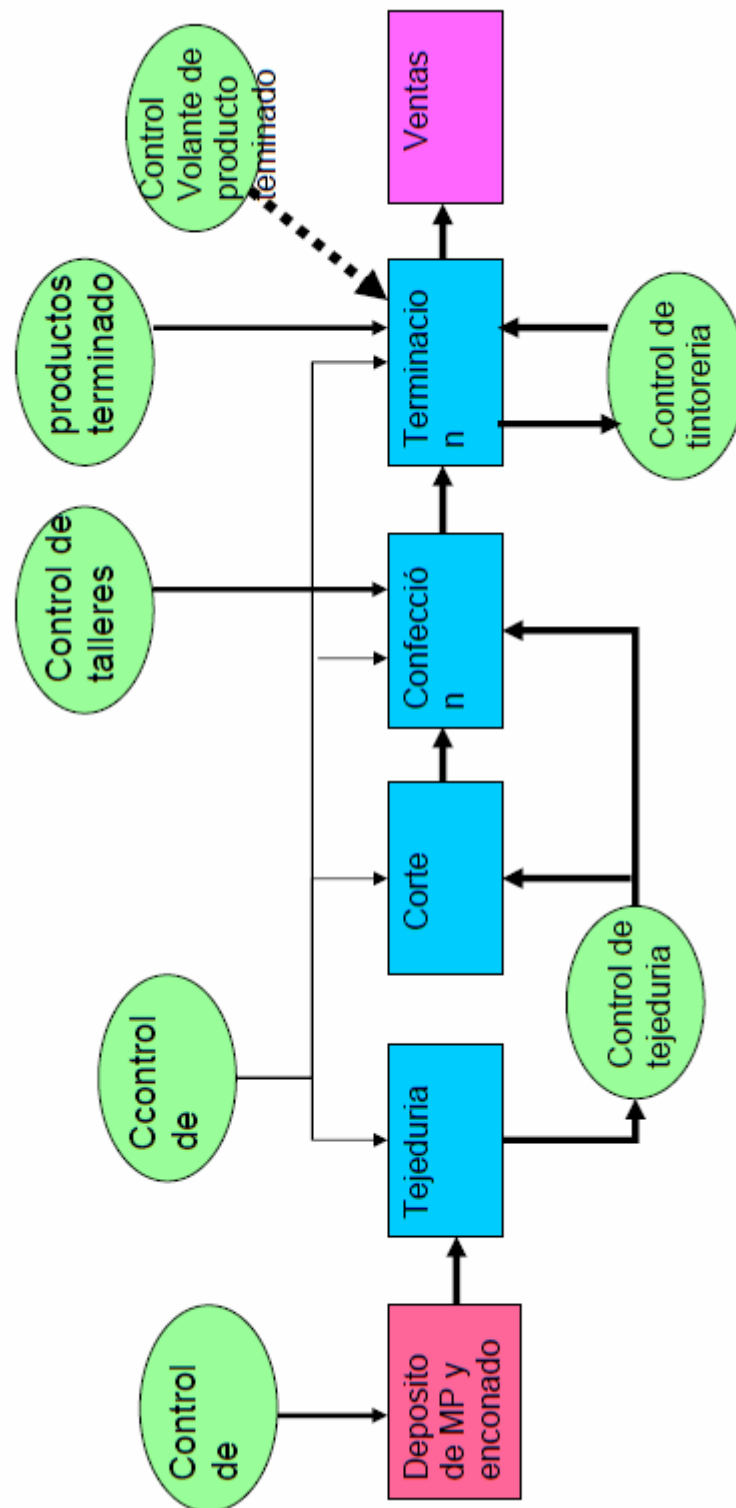 Control
de
Ccontrol
de
Control de
talleres
productos
terminado
Control
Volante de
producto
teminado
Deposito
de MP y
enconado
Tejeduria
Corte
Confecció
n
Terminacio
n
Ventas
Control de
tejeduria
Control de
tintoreria